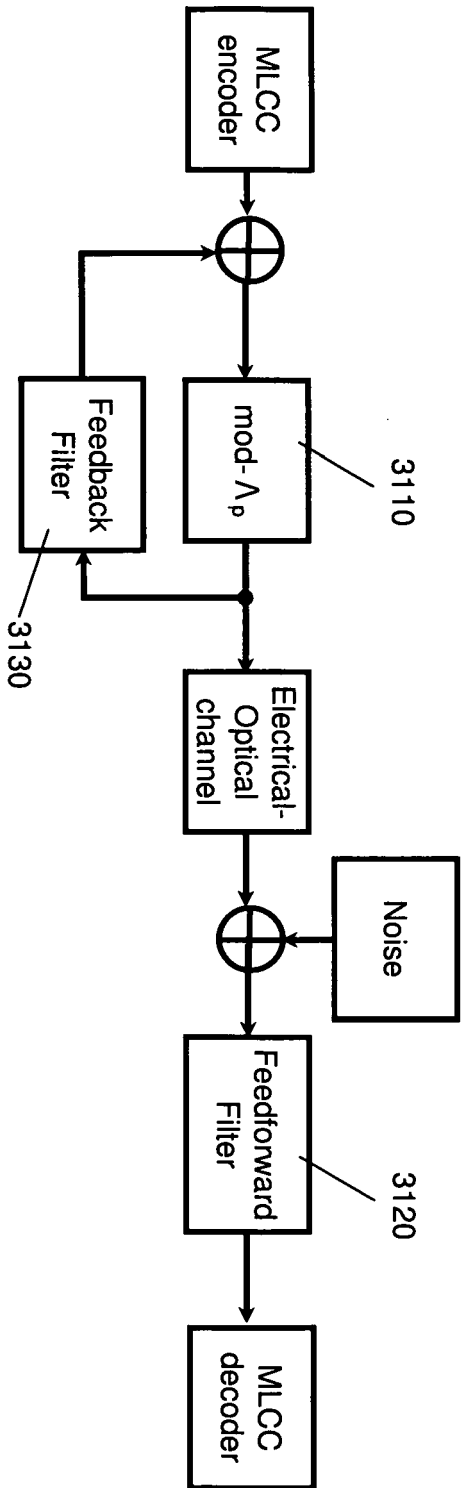 MLCC
encoder
3110
mod- Λp
Feedback
Filter
3130
Electrical-
Optical
channel
Noise
3120
Feedforward
Filter
MLCC
decoder